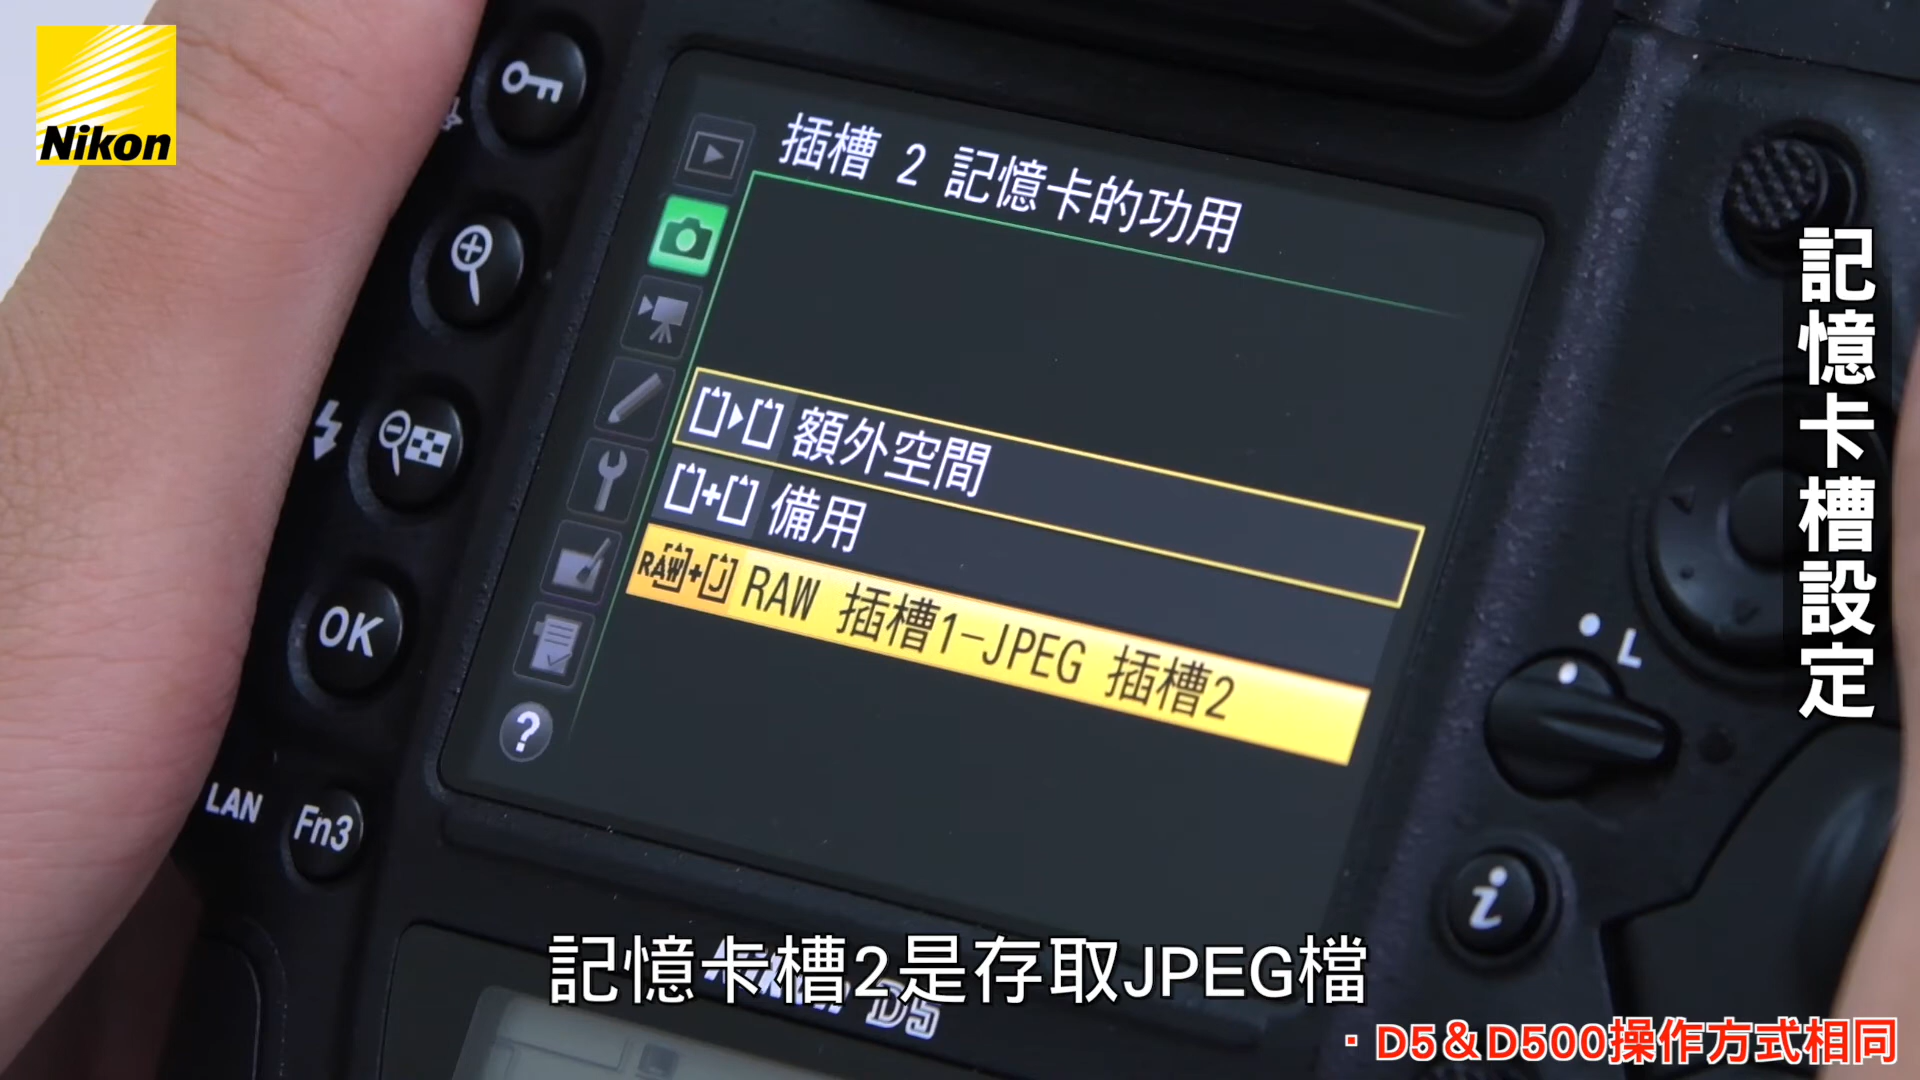 Nikon
插槽 2 記憶卡的功用
額外空間
備用
RAW 插槽1-JPEG 插槽2
RAW J
OK
?
LAN
Fn3
L
i
記憶卡槽設定
Nikon D5
記憶卡槽2是存取JPEG檔
·D5&D500操作方式相同